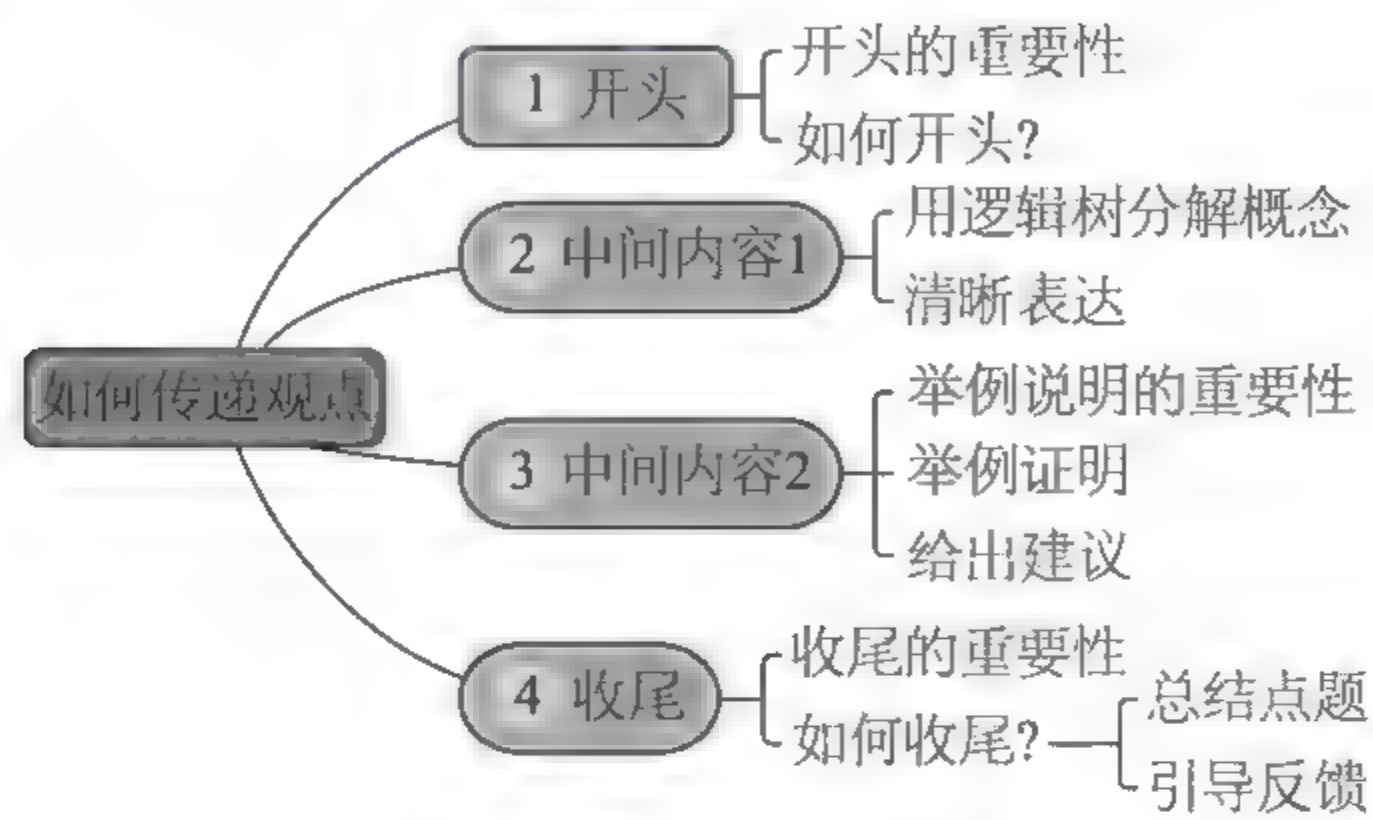 如何传递观点
1 开头
开头的重要性
如何开头?
2 中间内容1
用逻辑树分解概念
清晰表达
3 中间内容2
举例说明的重要性
举例证明
给出建议
4 收尾
收尾的重要性
如何收尾?
总结点题
引导反馈